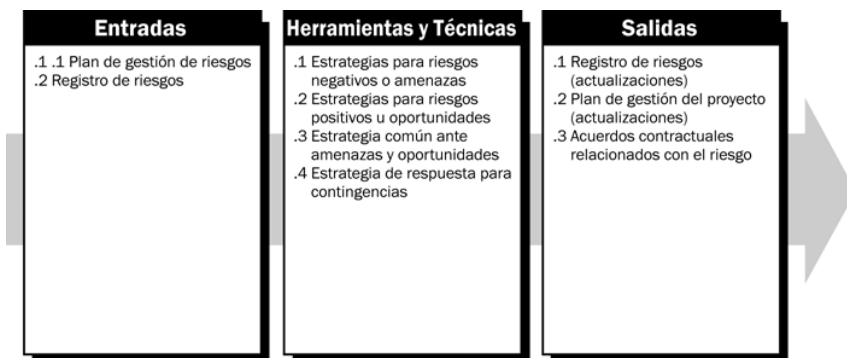 Entradas
.1 .1 Plan de gestión de riesgos
.2 Registro de riesgos
Herramientas y Técnicas
.1 Estrategias para riesgos
negativos o amenazas
.2 Estrategias para riesgos
positivos u oportunidades
.3 Estrategia común ante
amenazas y oportunidades
.4 Estrategia de respuesta para
contingencias
Salidas
.1 Registro de riesgos
(actualizaciones)
.2 Plan de gestión del proyecto
(actualizaciones)
.3 Acuerdos contractuales
relacionados con el riesgo